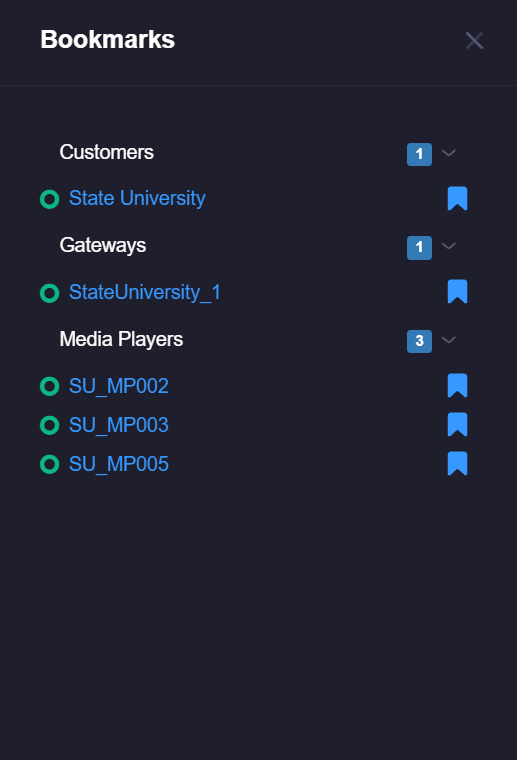 Bookmarks
Customers 1
State University
Gateways 1
StateUniversity_1
Media Players 3
SU_MP002
SU_MP003
SU_MP005